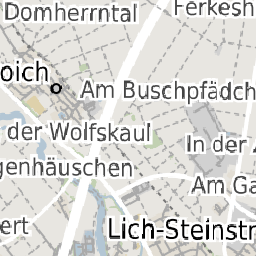 Domherrntal
Ferkesh
oich
Am Buschpfädch
der Wolfskaul
In der
genhäuschen
Am Ga
Lich-Steinstr
ert